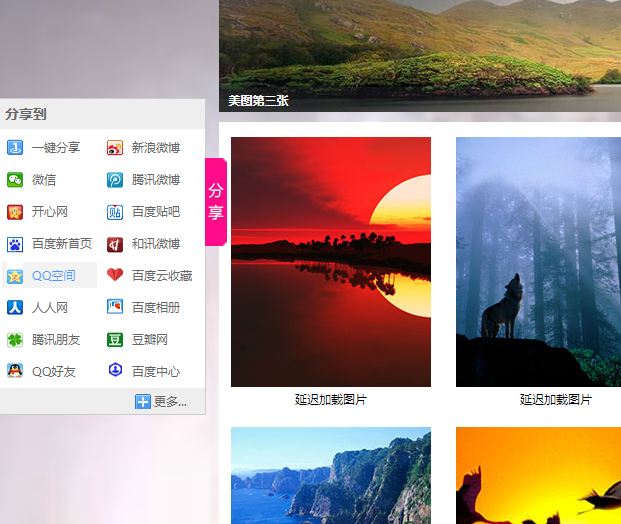 美图第三张
分享到
一键分享 新浪微博
微信 腾讯微博
开心网 百度贴吧
百度新首页 和讯微博
QQ空间 百度云收藏
人人网 百度相册
腾讯朋友 豆瓣网
QQ好友 百度中心
更多...
分享
延迟加载图片 延迟加载图片